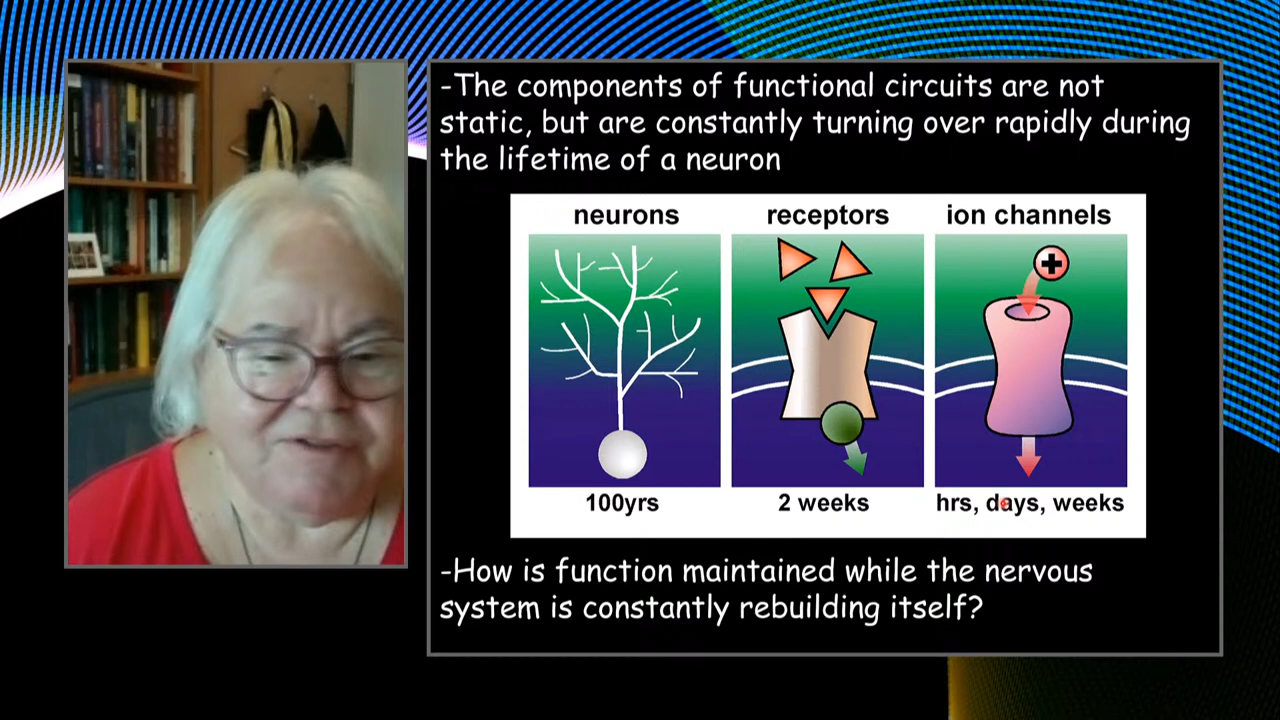 -The components of functional circuits are not
static, but are constantly turning over rapidly during
the lifetime of a neuron
neurons
receptors
ion channels
+
100yrs
2 weeks
hrs, days, weeks
-How is function maintained while the nervous
system is constantly rebuilding itself?